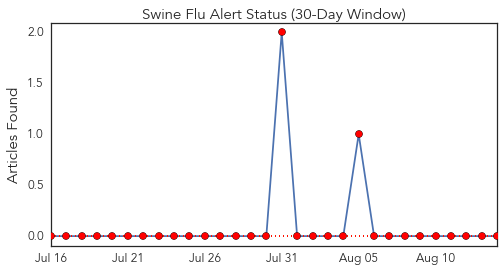 Swine Flu Alert Status (30-Day Window)
Articles Found
2.0
1.5
1.0
0.5
0.0
Jul 16 Jul 21 Jul 26 Jul 31 Aug 05 Aug 10